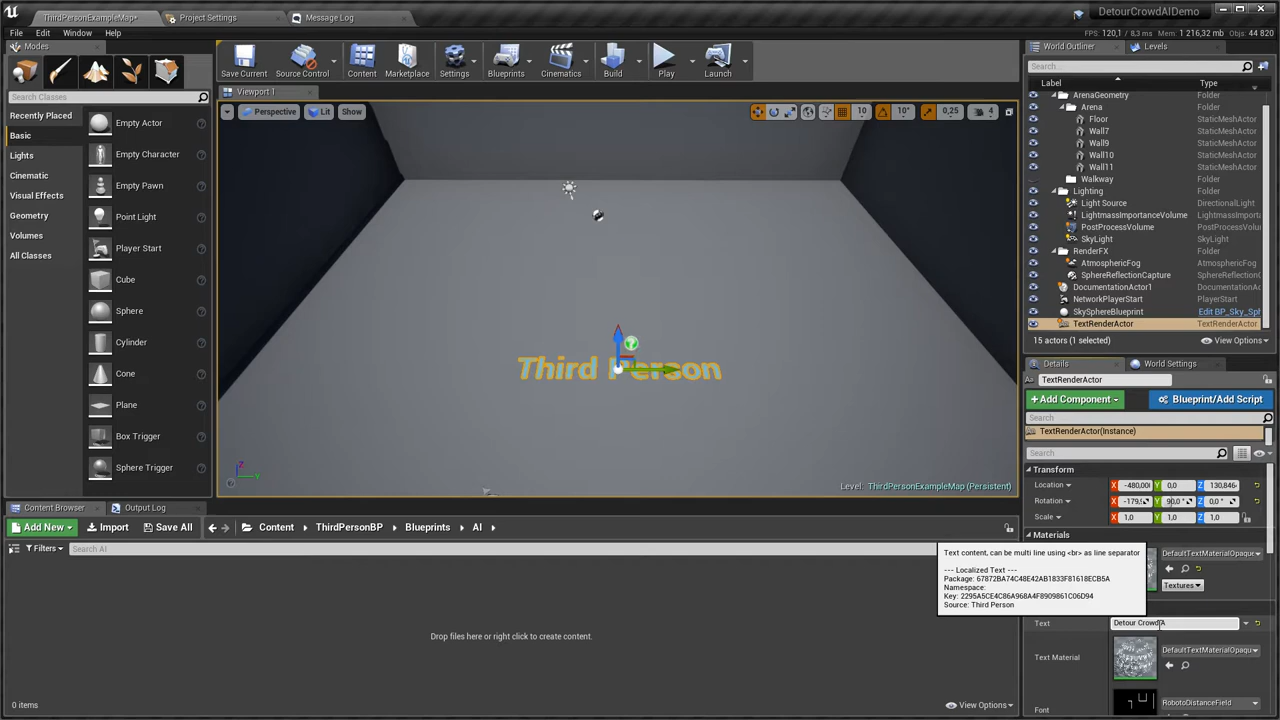 ThirdPersonExampleMap*
Project Settings
Message Log
DetourCrowdAIDemo
File Edit Window Help
FPS: 120,1 / 8,3 ms Mem: 1 216,32 mb Obj: 44 820
Modes
Save Current
Source Control
Content
Marketplace
Settings
Blueprints
Cinematics
Build
Play
Launch
World Outliner
Levels
Search...
Label
Type
Search Classes
Recently Placed
Basic
Lights
Cinematic
Visual Effects
Geometry
Volumes
All Classes
Empty Actor
Empty Character
Empty Pawn
Point Light
Player Start
Cube
Sphere
Cylinder
Cone
Plane
Box Trigger
Sphere Trigger
Viewport 1
Perspective
Lit
Show
10
10°
0,25
4
Third Person
Z
Y
Level: ThirdPersonExampleMap (Persistent)
ArenaGeometry Folder
Arena Folder
Floor StaticMeshActor
Wall7 StaticMeshActor
Wall9 StaticMeshActor
Wall10 StaticMeshActor
Wall11 StaticMeshActor
Walkway Folder
Lighting Folder
Light Source DirectionalLight
LightmassImportanceVolume LightmassImporta
PostProcessVolume PostProcessVolu
SkyLight SkyLight
RenderFX Folder
AtmosphericFog AtmosphericFog
SphereReflectionCapture SphereReflection
DocumentationActor1 DocumentationAc
NetworkPlayerStart PlayerStart
SkySphereBlueprint Edit BP_Sky_Sph
TextRenderActor TextRenderActor
15 actors (1 selected)
View Options
Details
World Settings
TextRenderActor
+Add Component
Blueprint/Add Script
Search
TextRenderActor(Instance)
Search
Transform
Location X -480,00 Y 0,0 Z 130,846
Rotation X -179,9 Y 90,0 ° Z 0,0 °
Scale X 1,0 Y 1,0 Z 1,0
Materials
DefaultTextMaterialOpaque
Textures
Text Detour Crowd A
Text Material
DefaultTextMaterialOpaqu
Font
RobotoDistanceField
Text content, can be multi line using <br> as line separator
--- Localized Text ---
Package: 67872BA74C48E42AB1833F81618ECB5A
Namespace:
Key: 2295A5CE4C86A968A4F8909861C06D94
Source: Third Person
Content Browser
Output Log
Add New
Import
Save All
Content
ThirdPersonBP
Blueprints
AI
Filters
Search AI
Drop files here or right click to create content.
0 items
View Options